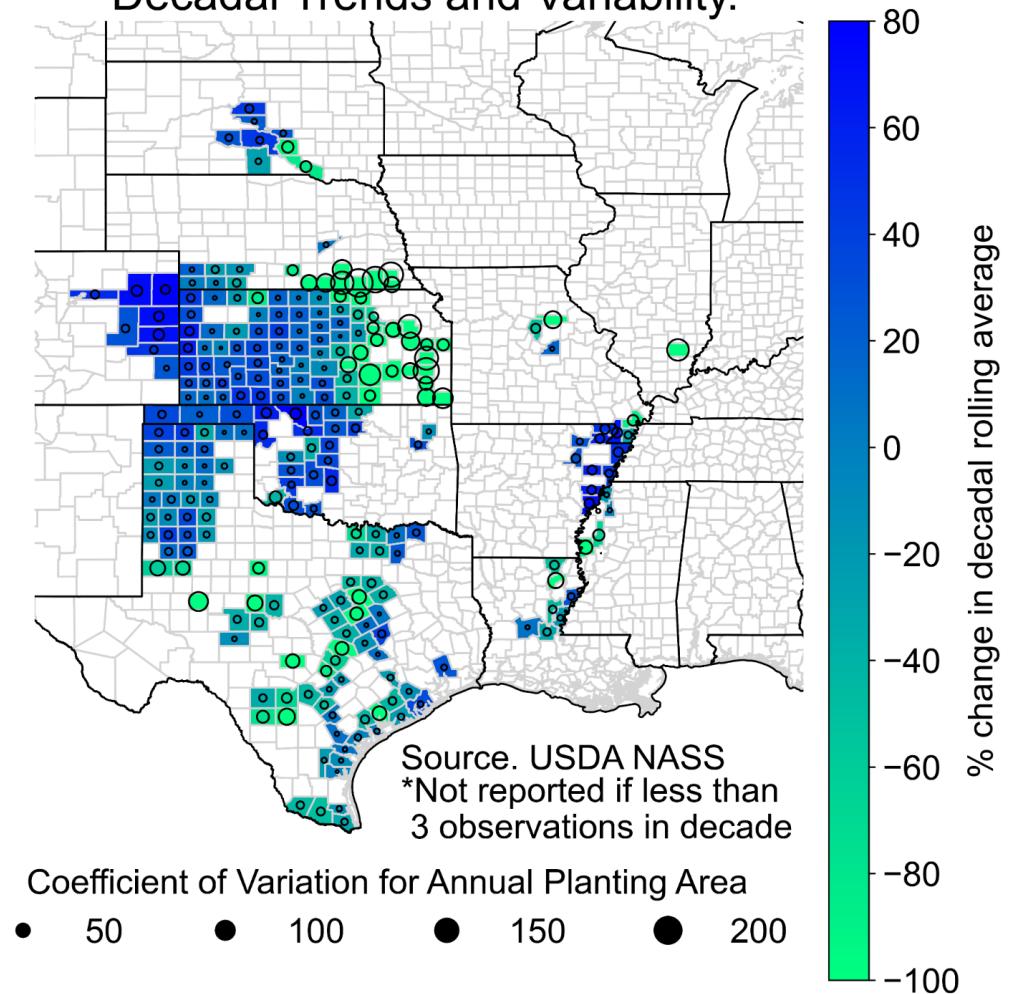 Decadal Trends and Variability.
80
60
40
20
0
−20
−40
−60
−80
−100
% change in decadal rolling average
Source. USDA NASS
*Not reported if less than
3 observations in decade
Coefficient of Variation for Annual Planting Area
50 100 150 200